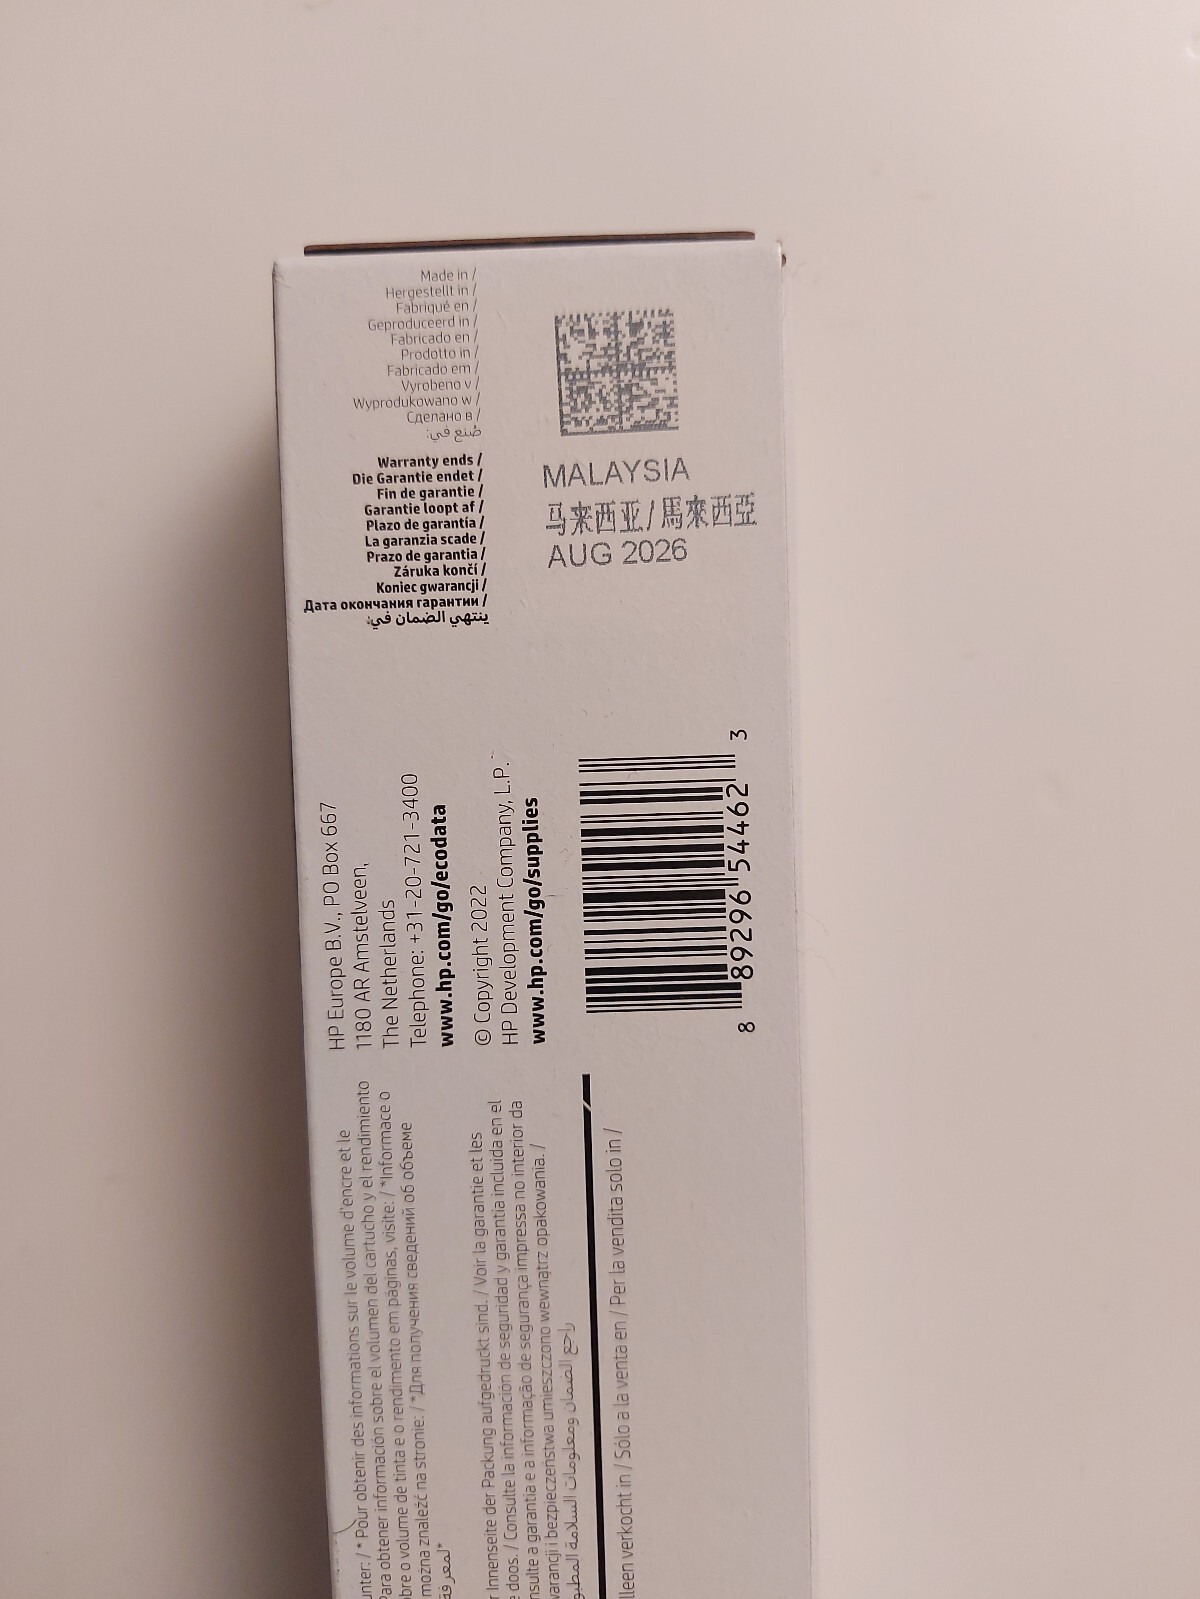 Made in /
Hergestellt in /
Fabriqué en /
Geproduceerd in /
Fabricado en /
Prodotto in /
Fabricado em /
Vyrobeno v /
Wyprodukowano w /
Сделано в /
صُنع في:
Warranty ends /
Die Garantie endet /
Fin de garantie /
Garantie loopt af /
Plazo de garantía /
La garanzia scade /
Prazo de garantia /
Záruka končí /
Koniec gwarancji /
Дата окончания гарантии /
ينتهي الضمان في:
MALAYSIA
马来西亚/馬來西亞
AUG 2026
HP Europe B.V., PO Box 667
1180 AR Amstelveen,
The Netherlands
Telephone: +31-20-721-3400
www.hp.com/go/ecodata
© Copyright 2022
HP Development Company, L.P.
www.hp.com/go/supplies
8 89296 54462 3
/ * Pour obtenir des informations sur le volume d'encre et le
Para obtener información sobre el volumen del cartucho y el rendimiento
o volume de tinta e o rendimento em páginas, visite: / *Informace o
można znaleźć na stronie: / *Для получения сведений об объеме
لمعرفة*
Innenseite der Packung aufgedruckt sind. / Voir la garantie et les
doos. / Consulte la información de seguridad y garantía incluida en el
a garantia e a informação de segurança impressa no interior da
i bezpieczeństwa umieszczono wewnątrz opakowania. /
راجع الضمان ومعلومات السلامة
verkocht in / Sólo a la venta en / Per la vendita solo in /